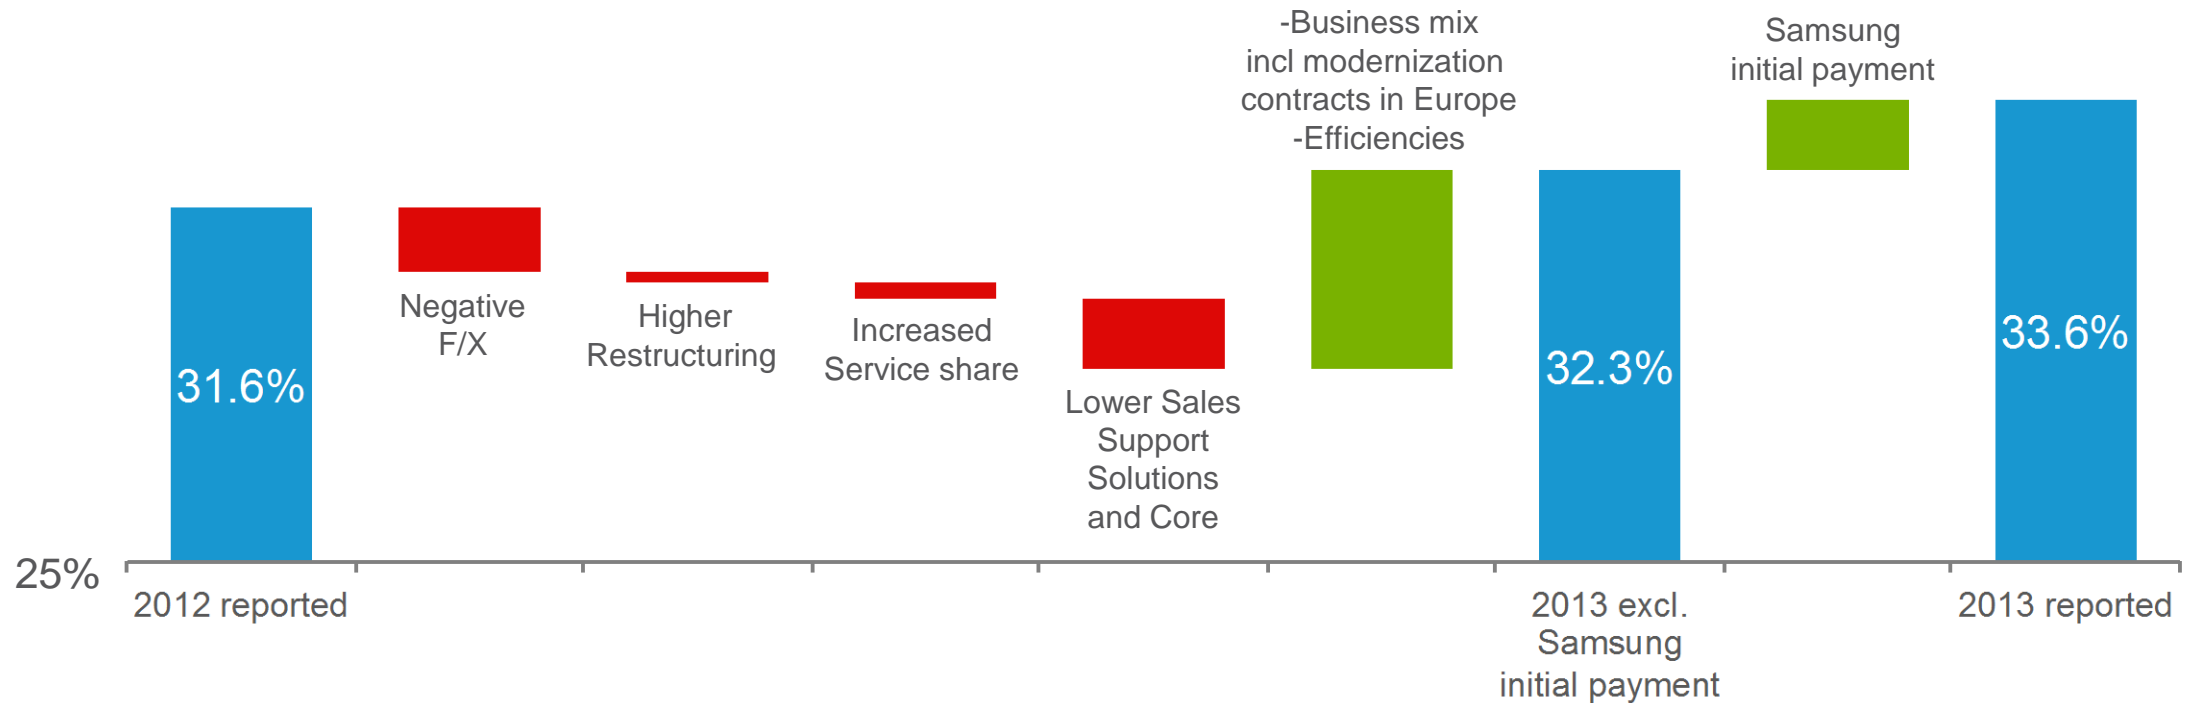 -Business mix
incl modernization
contracts in Europe
-Efficiencies
Samsung
initial payment
Negative
F/X
Higher
Restructuring
Increased
Service share
Lower Sales
Support
Solutions
and Core
31.6%
32.3%
33.6%
25%
2012 reported
2013 excl.
Samsung
initial payment
2013 reported